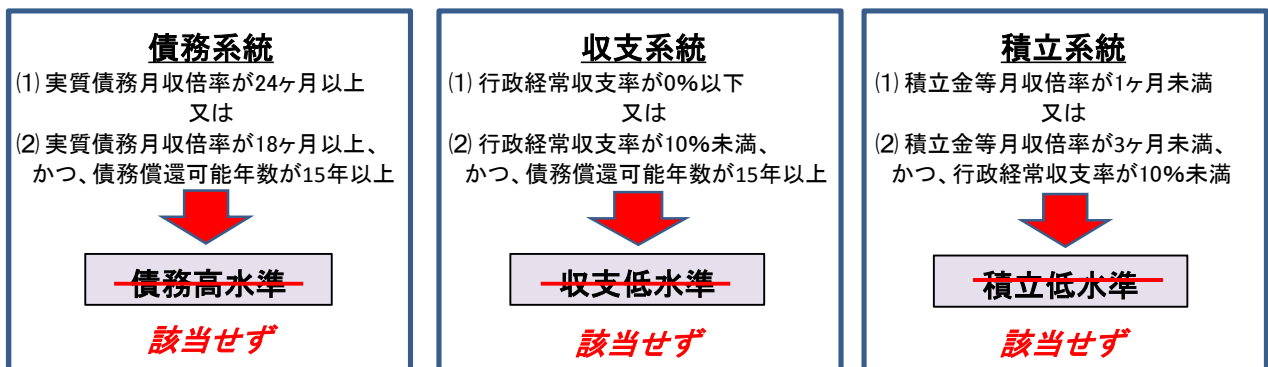 債務系統
⑴ 実質債務月収倍率が24ヶ月以上
又は
⑵ 実質債務月収倍率が18ヶ月以上、
かつ、債務償還可能年数が15年以上
債務高水準
該当せず
収支系統
⑴ 行政経常収支率が0%以下
又は
⑵ 行政経常収支率が10%未満、
かつ、債務償還可能年数が15年以上
収支低水準
該当せず
積立系統
⑴ 積立金等月収倍率が1ヶ月未満
又は
⑵ 積立金等月収倍率が3ヶ月未満、
かつ、行政経常収支率が10%未満
積立低水準
該当せず